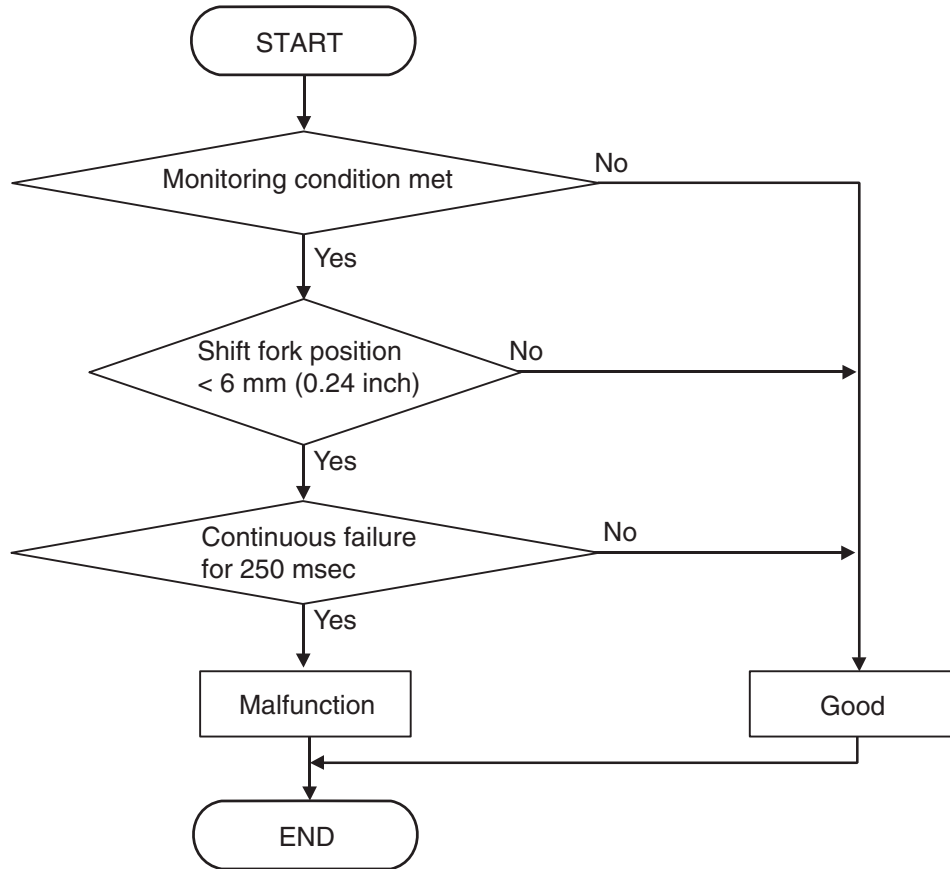 START
Monitoring condition met
No
Yes
Shift fork position
< 6 mm (0.24 inch)
No
Yes
Continuous failure
for 250 msec
No
Yes
Malfunction
Good
END